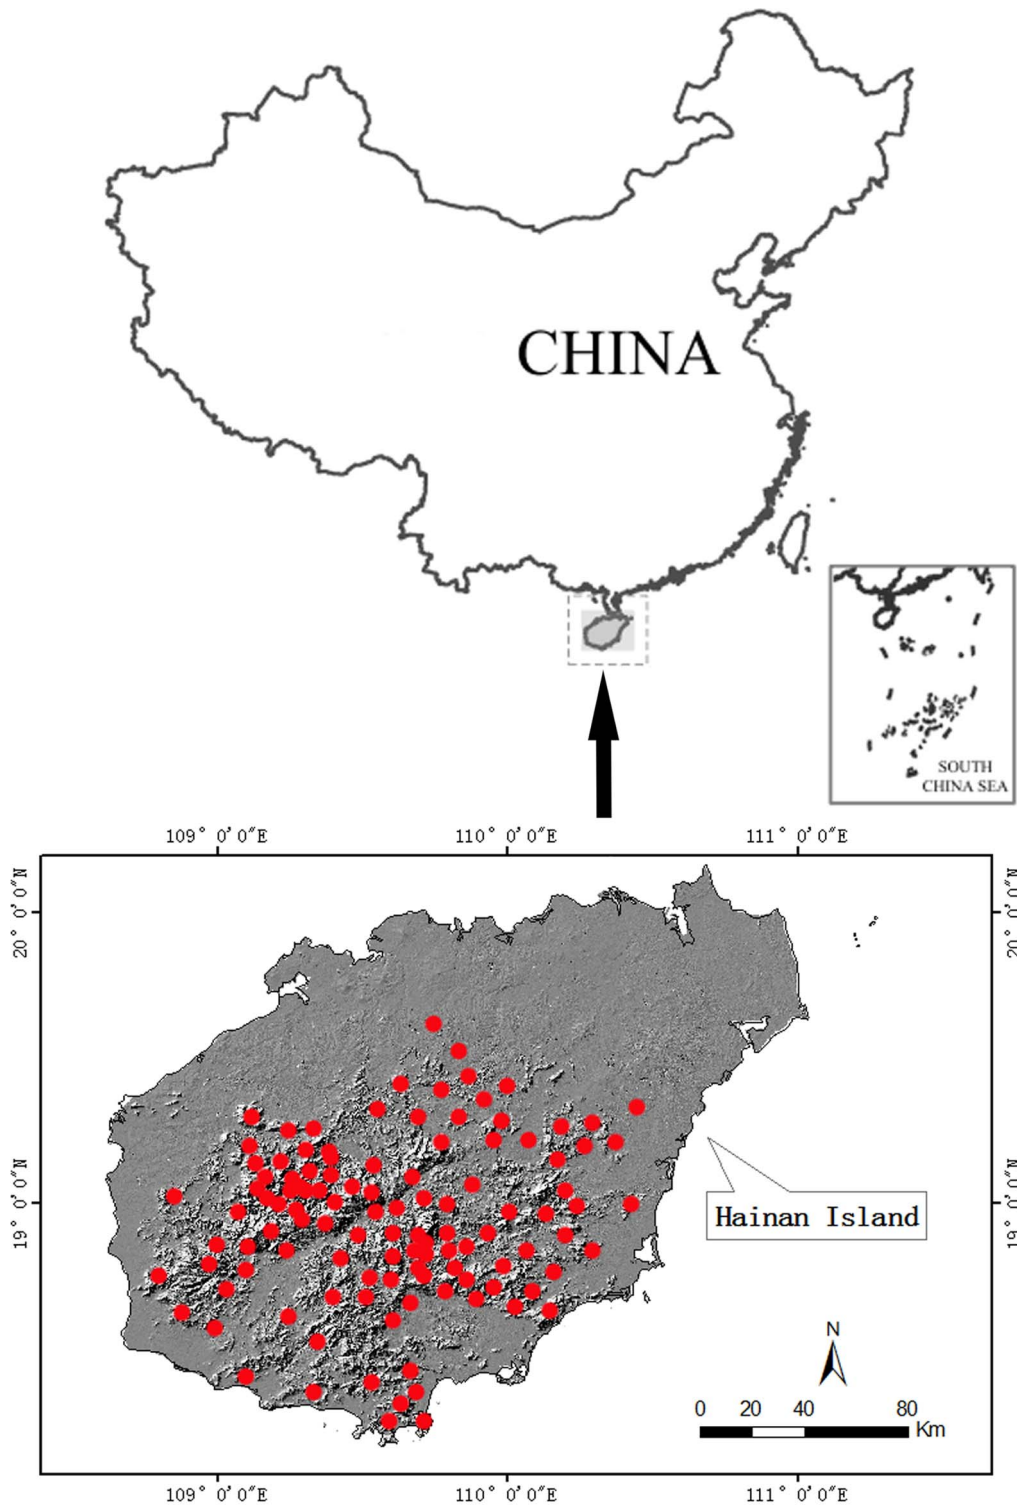 CHINA
SOUTH
CHINA SEA
109° 0′0″E 110° 0′0″E 111° 0′0″E
20° 0′0″N 20° 0′0″N
19° 0′0″N 19° 0′0″N
Hainan Island
N
0 20 40 80
Km
109° 0′0″E 110° 0′0″E 111° 0′0″E